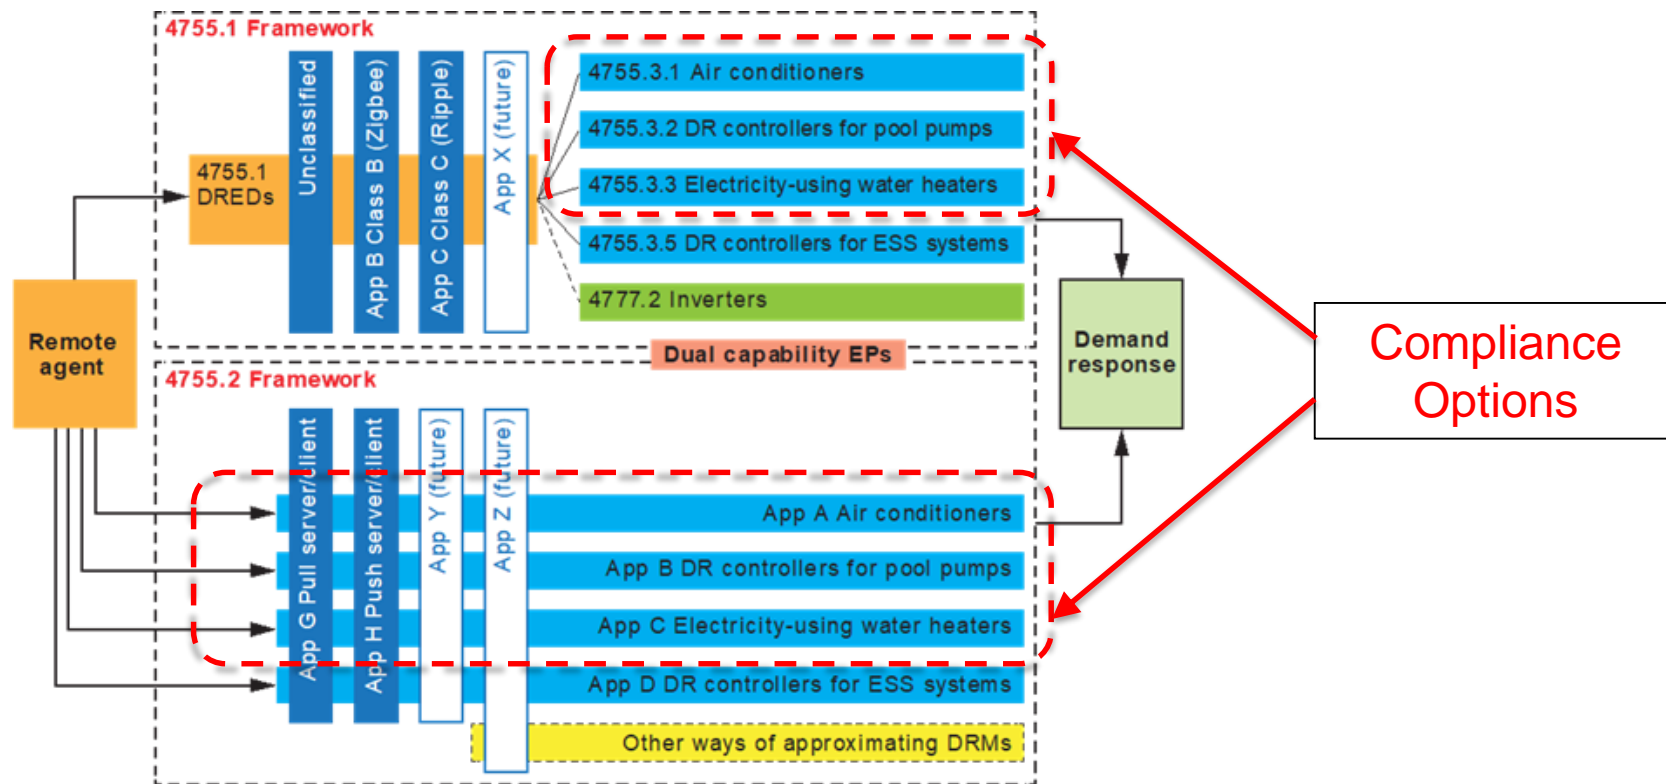 4755.1 Framework
Unclassified
App B Class B (Zigbee)
App C Class C (Ripple)
App X (future)
4755.1
DREDs
4755.3.1 Air conditioners
4755.3.2 DR controllers for pool pumps
4755.3.3 Electricity-using water heaters
4755.3.5 DR controllers for ESS systems
4777.2 Inverters
Remote
agent
Dual capability EPs
Demand
response
Compliance
Options
4755.2 Framework
App G Pull server/client
App H Push server/client
App Y (future)
App Z (future)
App A Air conditioners
App B DR controllers for pool pumps
App C Electricity-using water heaters
App D DR controllers for ESS systems
Other ways of approximating DRMs